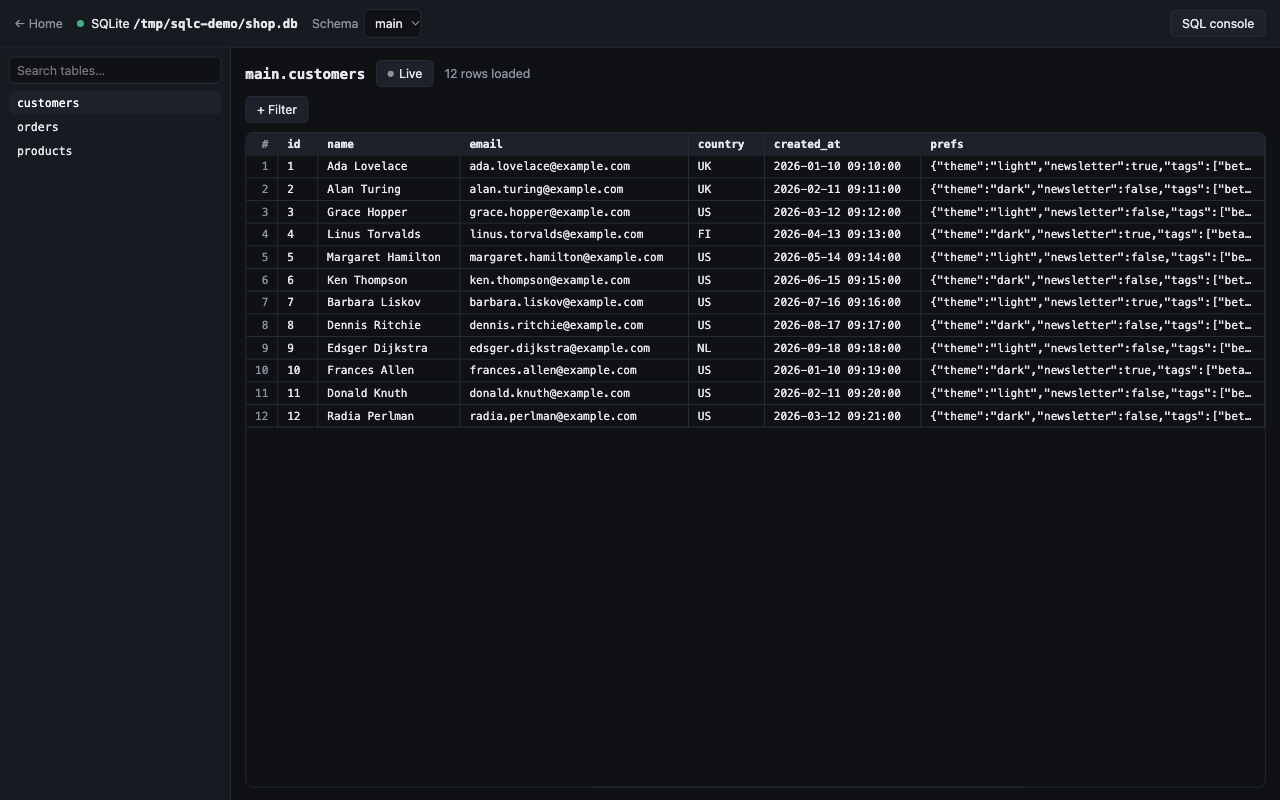 ← Home SQLite /tmp/sqlc-demo/shop.db Schema main SQL console
Search tables...
customers
orders
products
main.customers Live 12 rows loaded
+ Filter
# id name email country created_at prefs
1 1 Ada Lovelace ada.lovelace@example.com UK 2026-01-10 09:10:00 {"theme":"light","newsletter":true,"tags":["bet…
2 2 Alan Turing alan.turing@example.com UK 2026-02-11 09:11:00 {"theme":"dark","newsletter":false,"tags":["bet…
3 3 Grace Hopper grace.hopper@example.com US 2026-03-12 09:12:00 {"theme":"light","newsletter":false,"tags":["be…
4 4 Linus Torvalds linus.torvalds@example.com FI 2026-04-13 09:13:00 {"theme":"dark","newsletter":true,"tags":["beta…
5 5 Margaret Hamilton margaret.hamilton@example.com US 2026-05-14 09:14:00 {"theme":"light","newsletter":false,"tags":["be…
6 6 Ken Thompson ken.thompson@example.com US 2026-06-15 09:15:00 {"theme":"dark","newsletter":false,"tags":["bet…
7 7 Barbara Liskov barbara.liskov@example.com US 2026-07-16 09:16:00 {"theme":"light","newsletter":true,"tags":["bet…
8 8 Dennis Ritchie dennis.ritchie@example.com US 2026-08-17 09:17:00 {"theme":"dark","newsletter":false,"tags":["bet…
9 9 Edsger Dijkstra edsger.dijkstra@example.com NL 2026-09-18 09:18:00 {"theme":"light","newsletter":false,"tags":["be…
10 10 Frances Allen frances.allen@example.com US 2026-01-10 09:19:00 {"theme":"dark","newsletter":true,"tags":["beta…
11 11 Donald Knuth donald.knuth@example.com US 2026-02-11 09:20:00 {"theme":"light","newsletter":false,"tags":["be…
12 12 Radia Perlman radia.perlman@example.com US 2026-03-12 09:21:00 {"theme":"dark","newsletter":false,"tags":["bet…